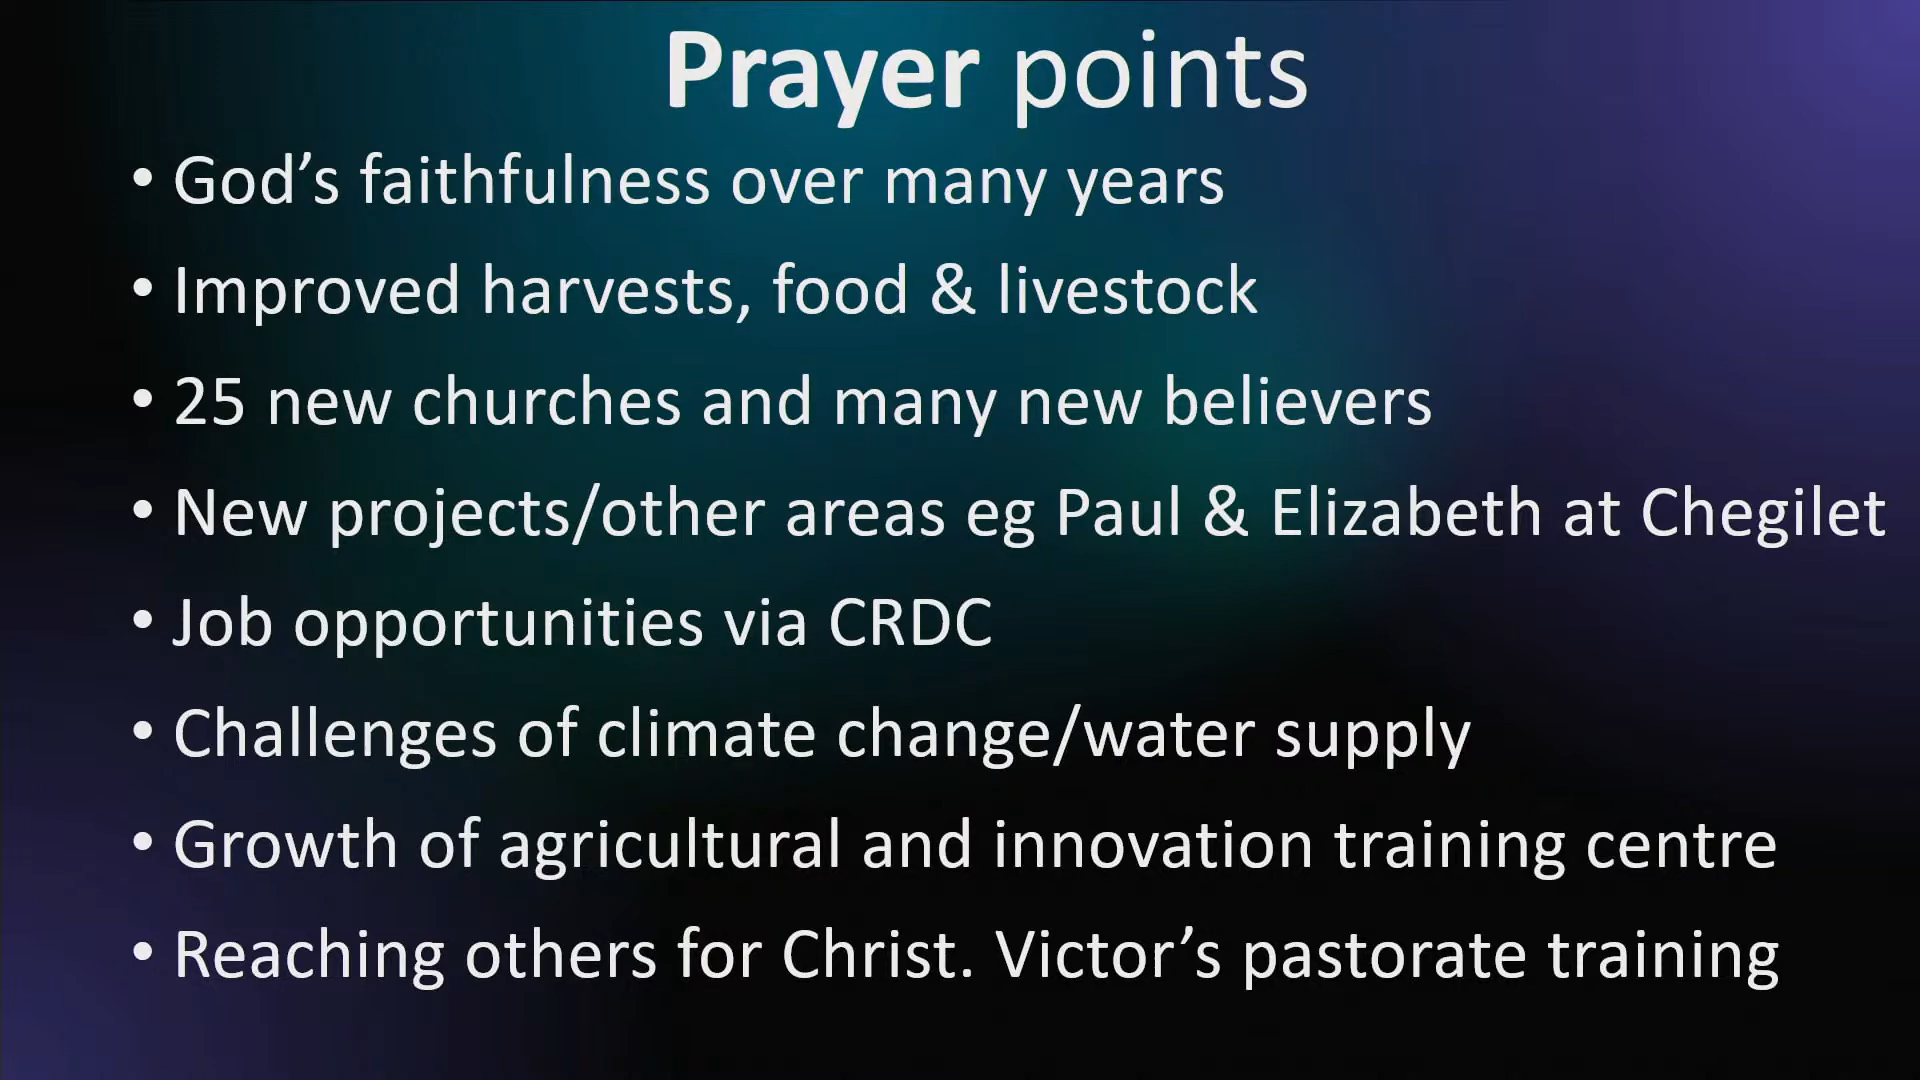 Prayer points
• God’s faithfulness over many years
• Improved harvests, food & livestock
• 25 new churches and many new believers
• New projects/other areas eg Paul & Elizabeth at Chegilet
• Job opportunities via CRDC
• Challenges of climate change/water supply
• Growth of agricultural and innovation training centre
• Reaching others for Christ. Victor’s pastorate training